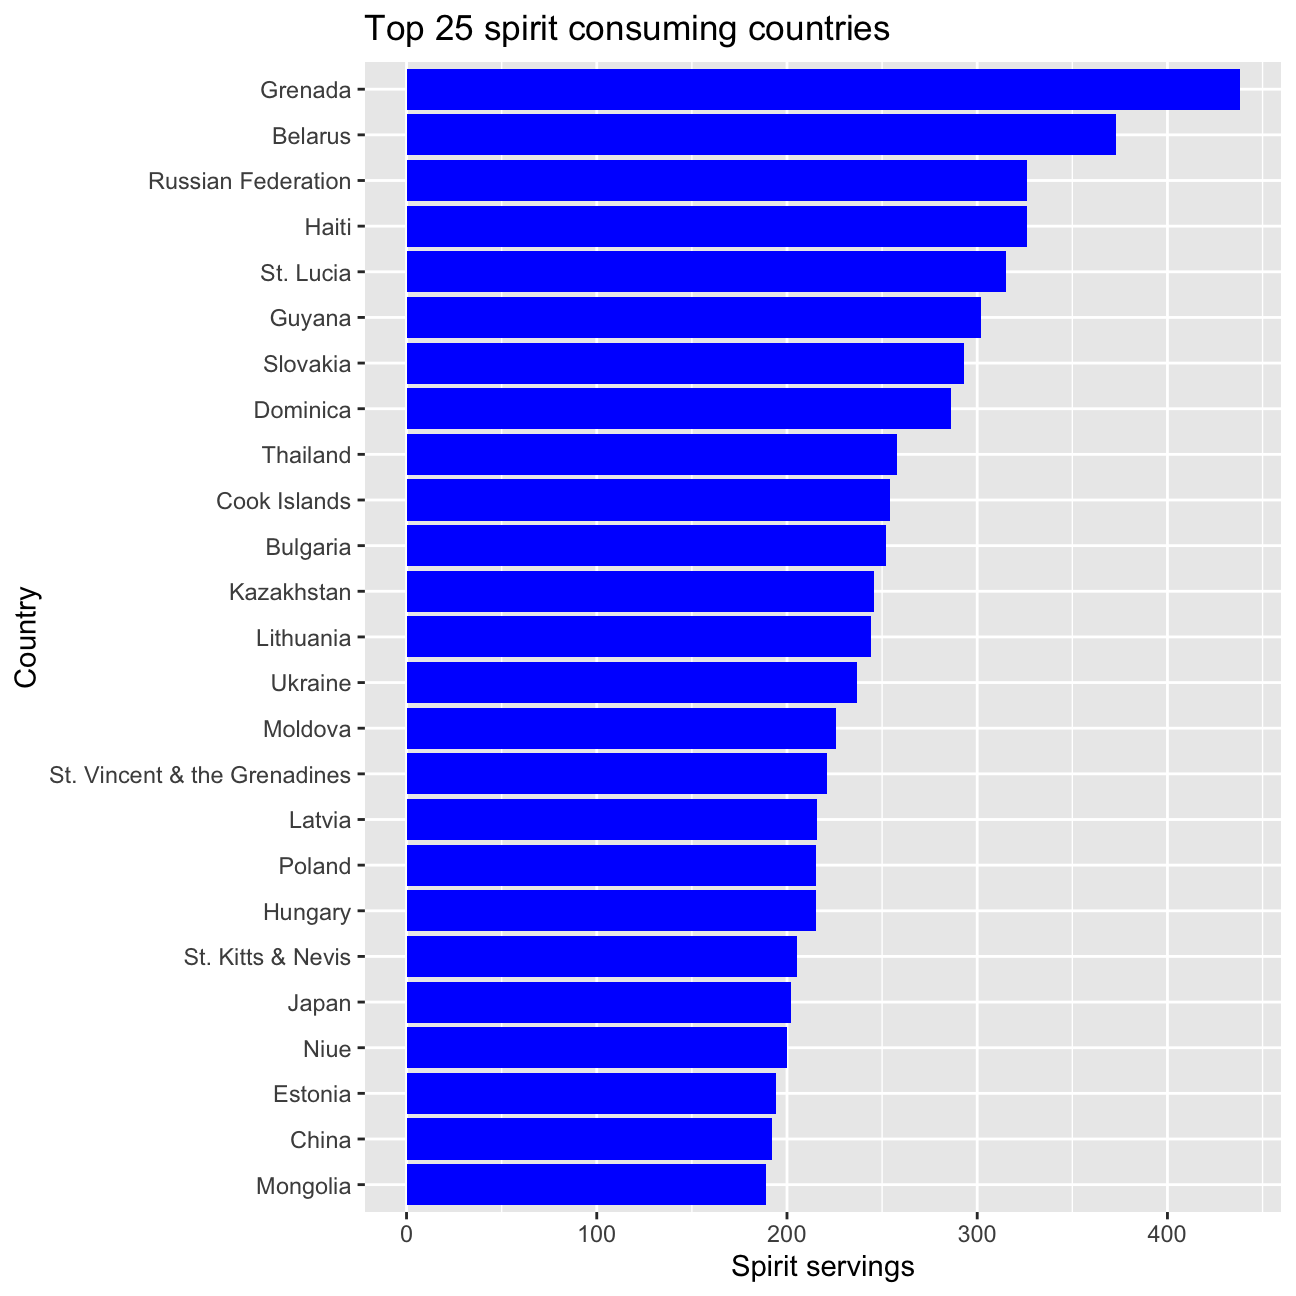 Top 25 spirit consuming countries
Grenada
Belarus
Russian Federation
Haiti
St. Lucia
Guyana
Slovakia
Dominica
Thailand
Cook Islands
Bulgaria
Kazakhstan
Lithuania
Ukraine
Moldova
St. Vincent & the Grenadines
Latvia
Poland
Hungary
St. Kitts & Nevis
Japan
Niue
Estonia
China
Mongolia
Country
0 100 200 300 400
Spirit servings